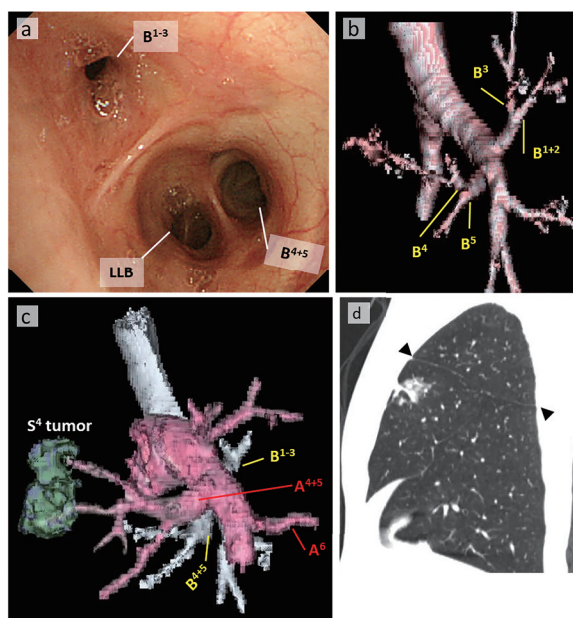 a
B¹⁻³
LLB
B⁴⁺⁵
b
B³
B¹⁺²
B⁴
B⁵
c
S⁴ tumor
B¹⁻³
A⁴⁺⁵
A⁶
B⁴⁺⁵
d